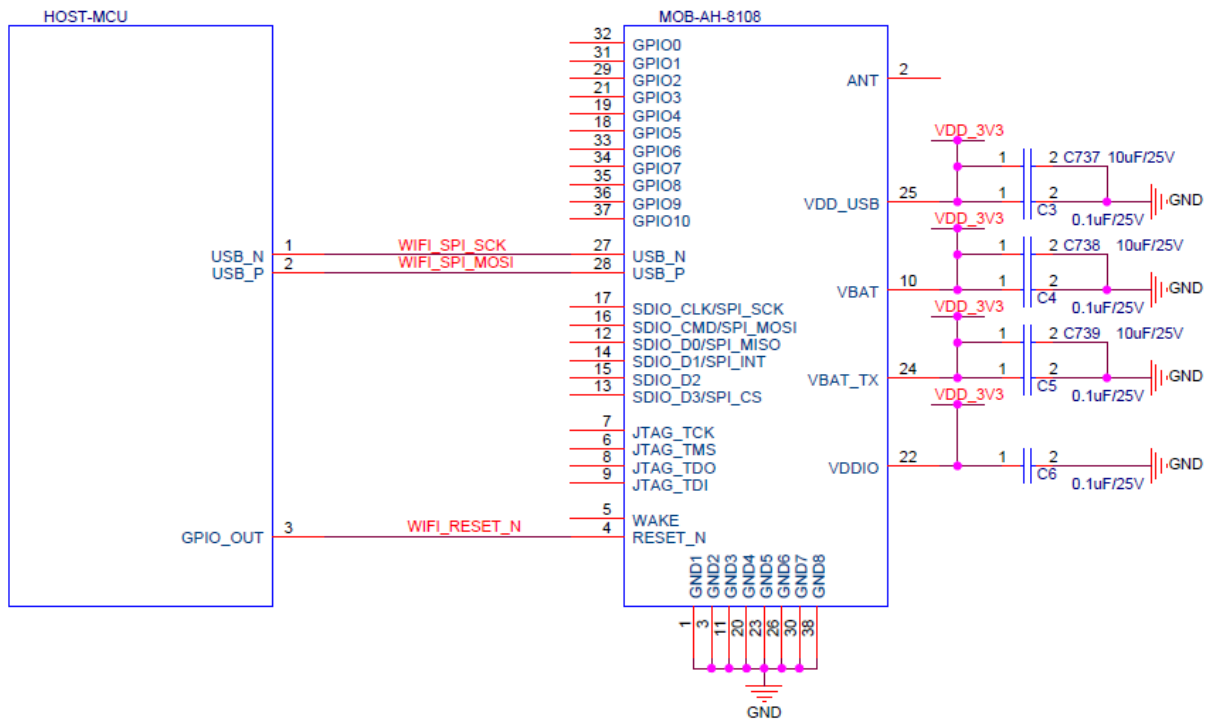 HOST-MCU
USB_N 1
USB_P 2
GPIO_OUT 3
WIFI_SPI_SCK
WIFI_SPI_MOSI
WIFI_RESET_N
MOB-AH-8108
32 GPIO0
31 GPIO1
29 GPIO2
21 GPIO3
19 GPIO4
18 GPIO5
33 GPIO6
34 GPIO7
35 GPIO8
36 GPIO9
37 GPIO10
27 USB_N
28 USB_P
17 SDIO_CLK/SPI_SCK
16 SDIO_CMD/SPI_MOSI
12 SDIO_D0/SPI_MISO
14 SDIO_D1/SPI_INT
15 SDIO_D2
13 SDIO_D3/SPI_CS
7 JTAG_TCK
6 JTAG_TMS
8 JTAG_TDO
9 JTAG_TDI
5 WAKE
4 RESET_N
GND1 GND2 GND3 GND4 GND5 GND6 GND7 GND8
1 3 11 20 23 26 30 38
GND
ANT 2
VDD_3V3
1 2 C737 10uF/25V
VDD_USB 25 1 2 GND
C3
0.1uF/25V
VDD_3V3
1 2 C738 10uF/25V
VBAT 10 1 2 GND
C4
0.1uF/25V
VDD_3V3
1 2 C739 10uF/25V
VBAT_TX 24 1 2 GND
C5
0.1uF/25V
VDD_3V3
VDDIO 22 1 2 GND
C6
0.1uF/25V